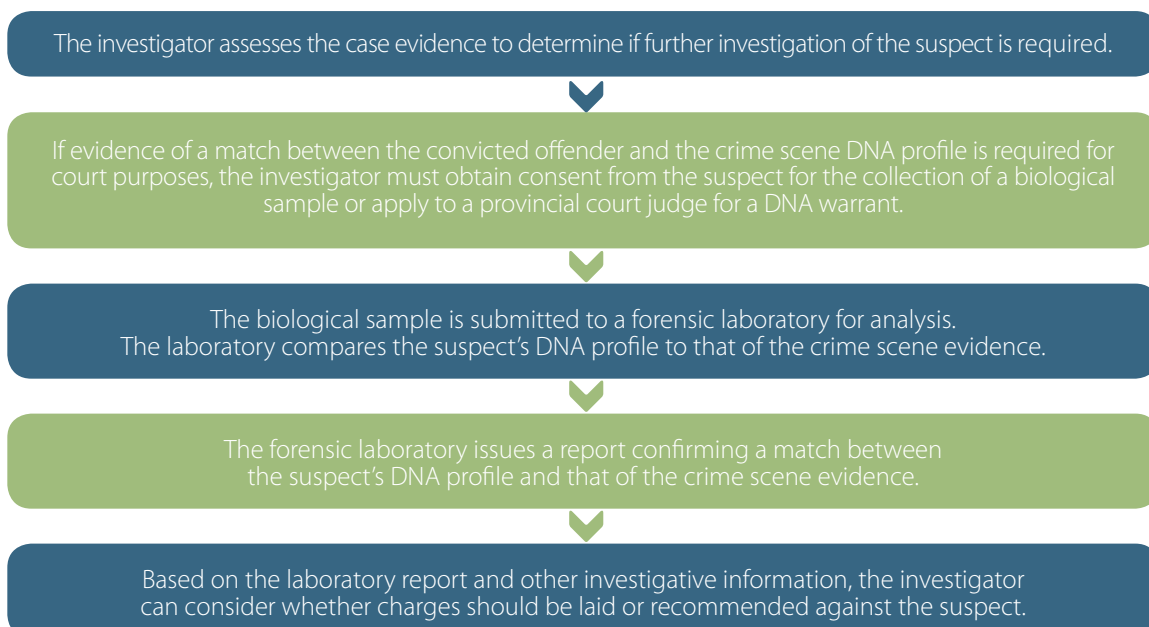 The investigator assesses the case evidence to determine if further investigation of the suspect is required.
If evidence of a match between the convicted offender and the crime scene DNA profile is required for
court purposes, the investigator must obtain consent from the suspect for the collection of a biological
sample or apply to a provincial court judge for a DNA warrant.
The biological sample is submitted to a forensic laboratory for analysis.
The laboratory compares the suspect’s DNA profile to that of the crime scene evidence.
The forensic laboratory issues a report confirming a match between
the suspect’s DNA profile and that of the crime scene evidence.
Based on the laboratory report and other investigative information, the investigator
can consider whether charges should be laid or recommended against the suspect.